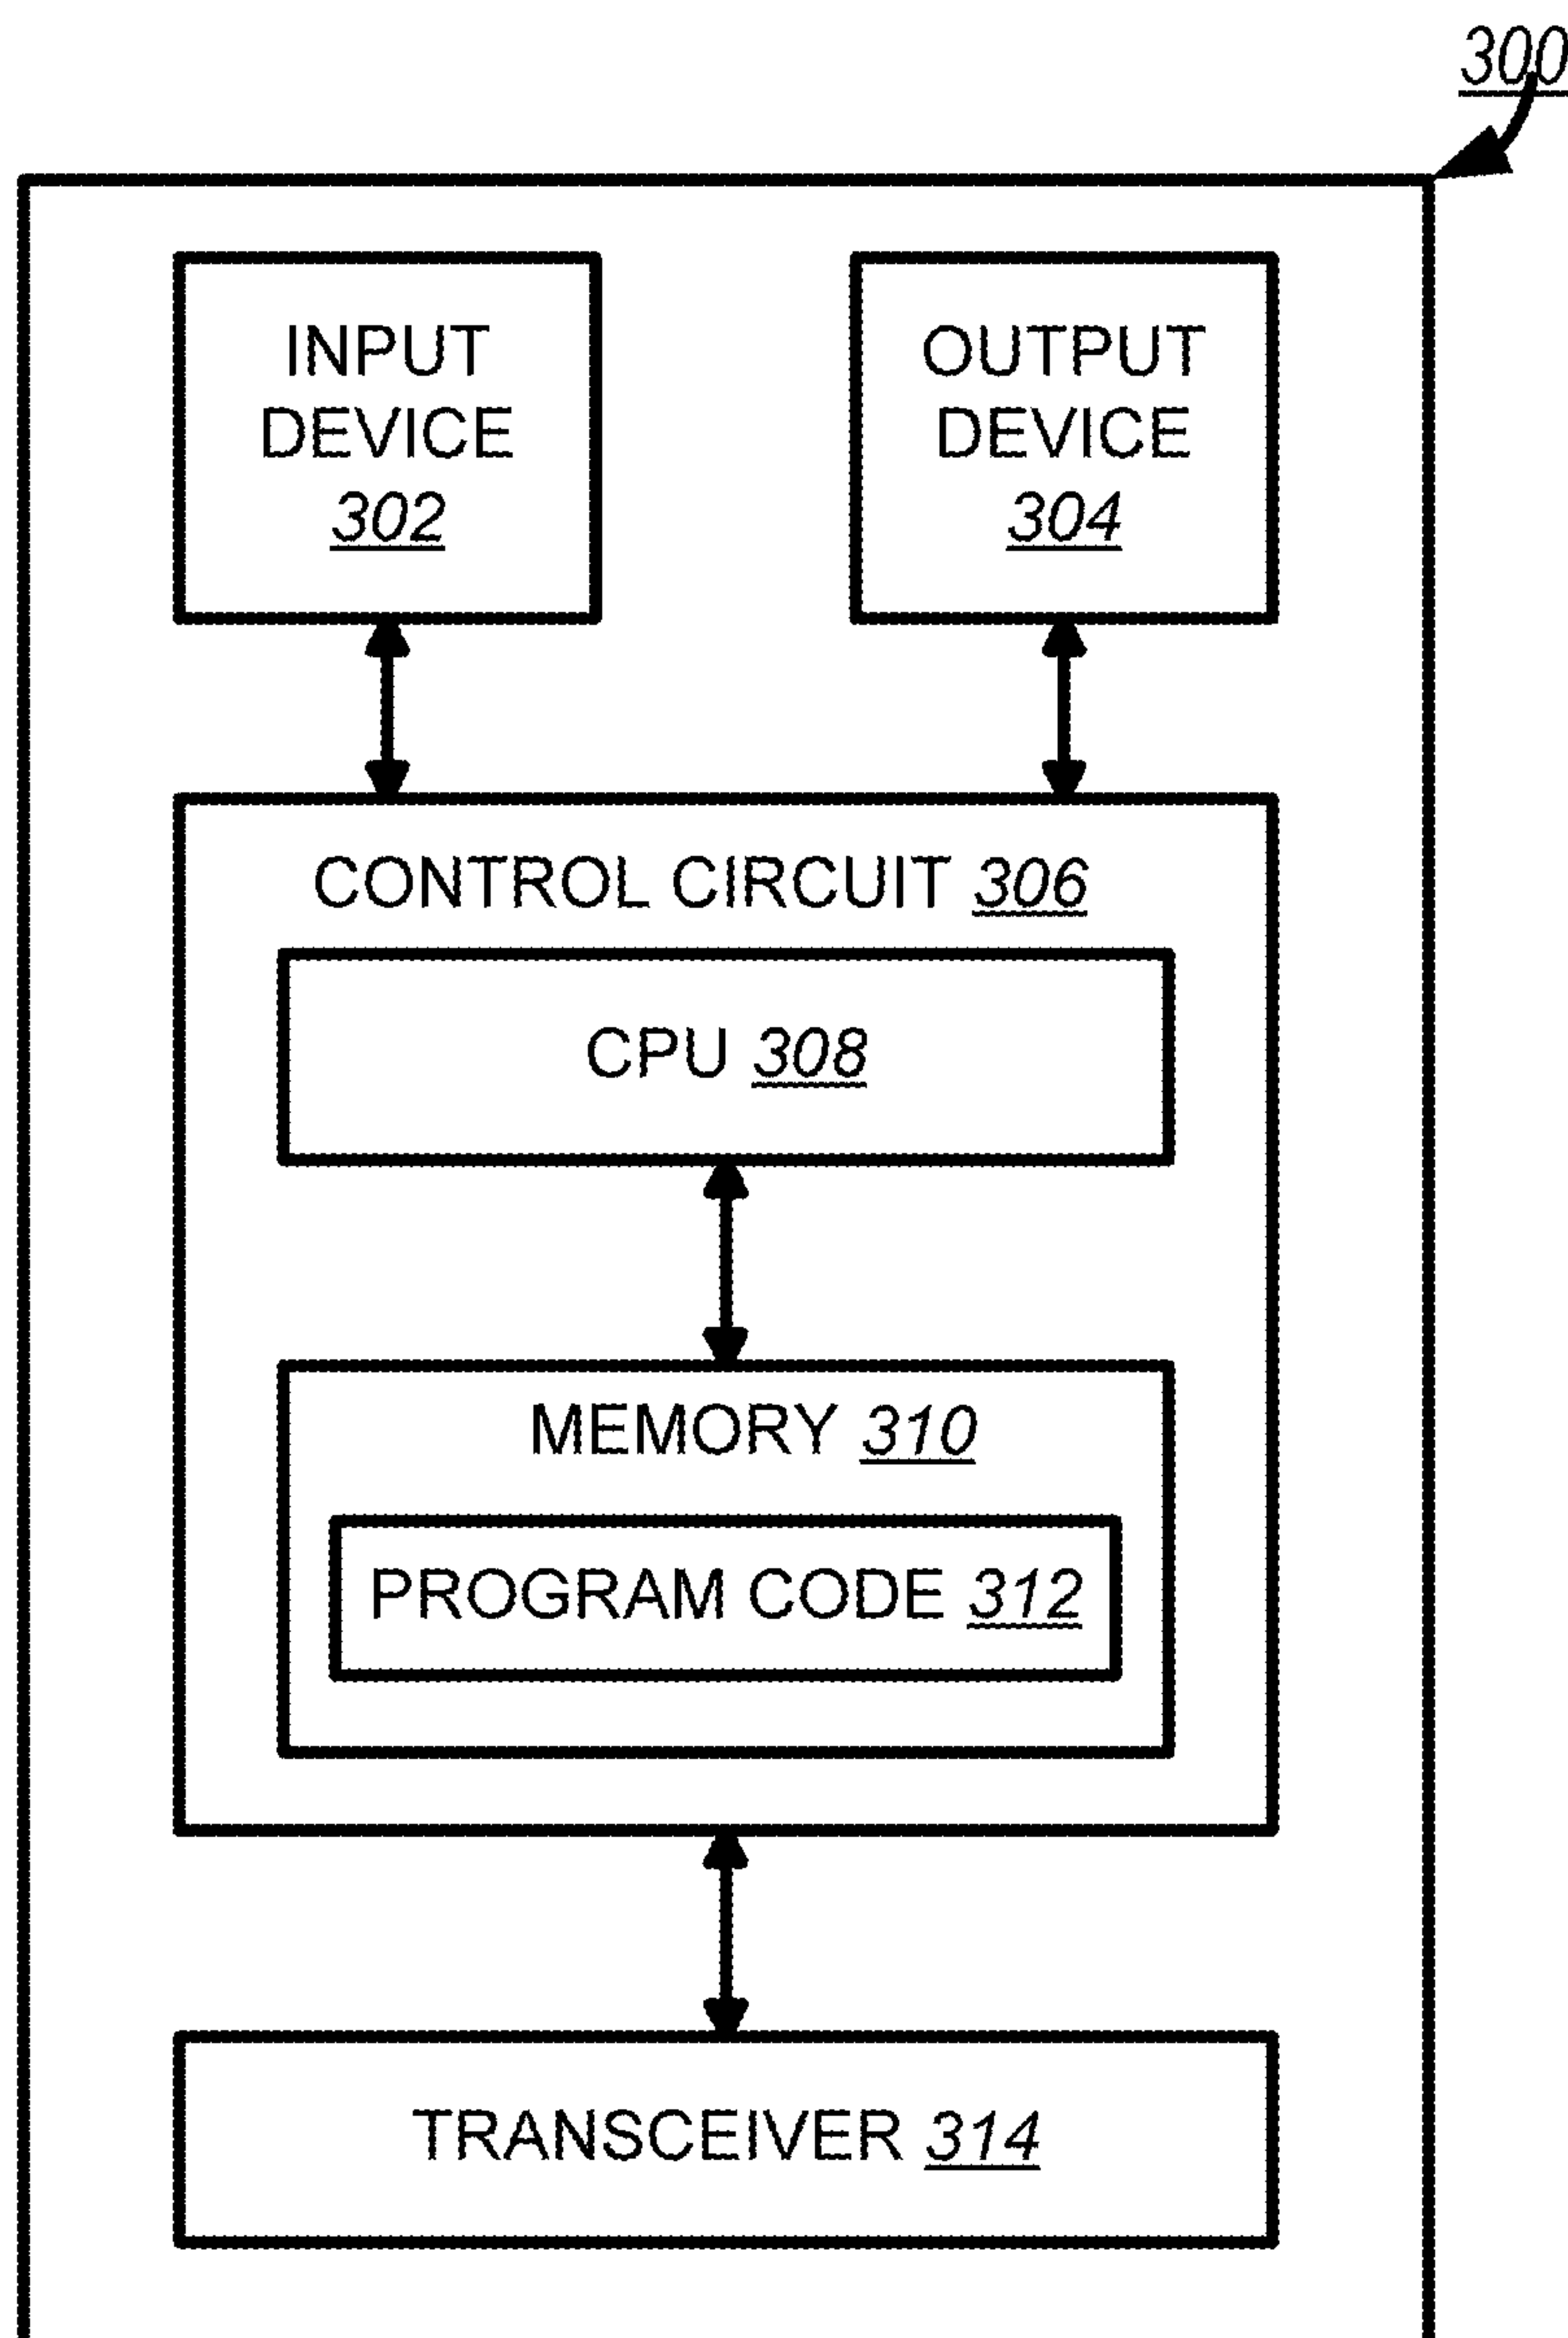 300
INPUT
DEVICE
302
OUTPUT
DEVICE
304
CONTROL CIRCUIT 306
CPU 308
MEMORY 310
PROGRAM CODE 312
TRANSCEIVER 314